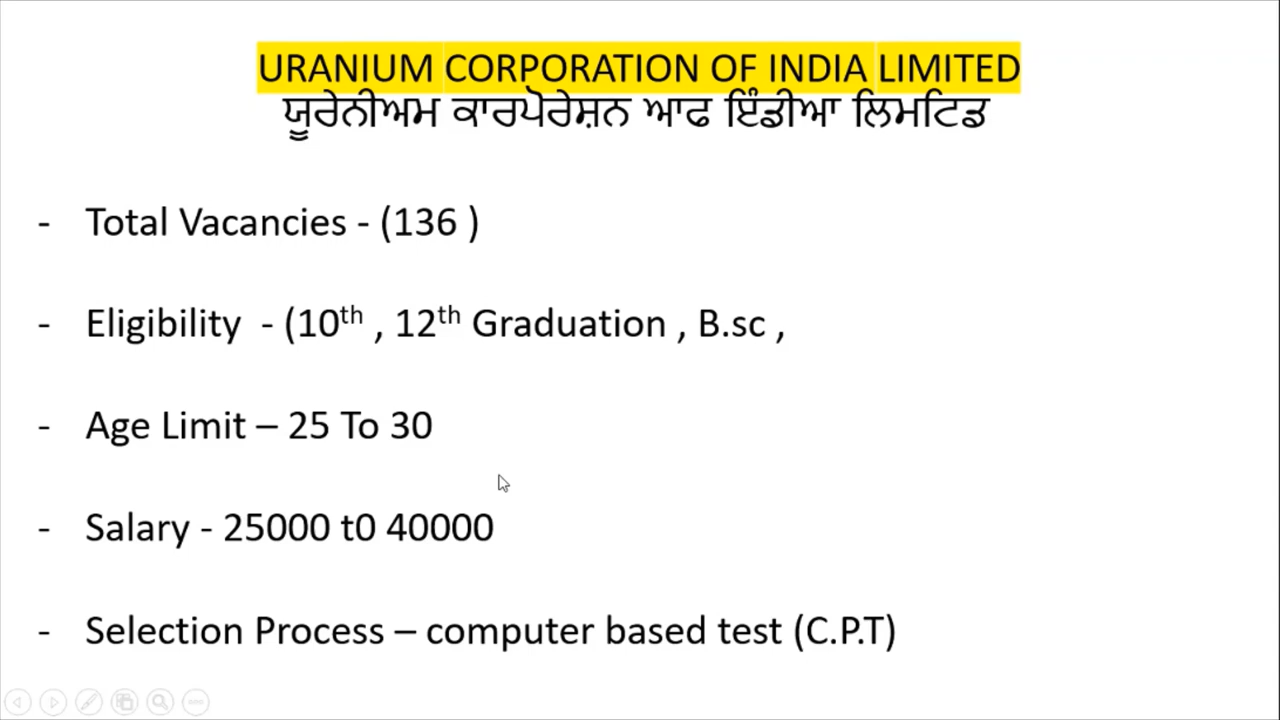 URANIUM CORPORATION OF INDIA LIMITED
ਯੂਰੇਨੀਅਮ ਕਾਰਪੋਰੇਸ਼ਨ ਆਫ ਇੰਡੀਆ ਲਿਮਟਿਡ
- Total Vacancies - (136 )
- Eligibility - (10th , 12th Graduation , B.sc ,
- Age Limit – 25 To 30
- Salary - 25000 t0 40000
- Selection Process – computer based test (C.P.T)